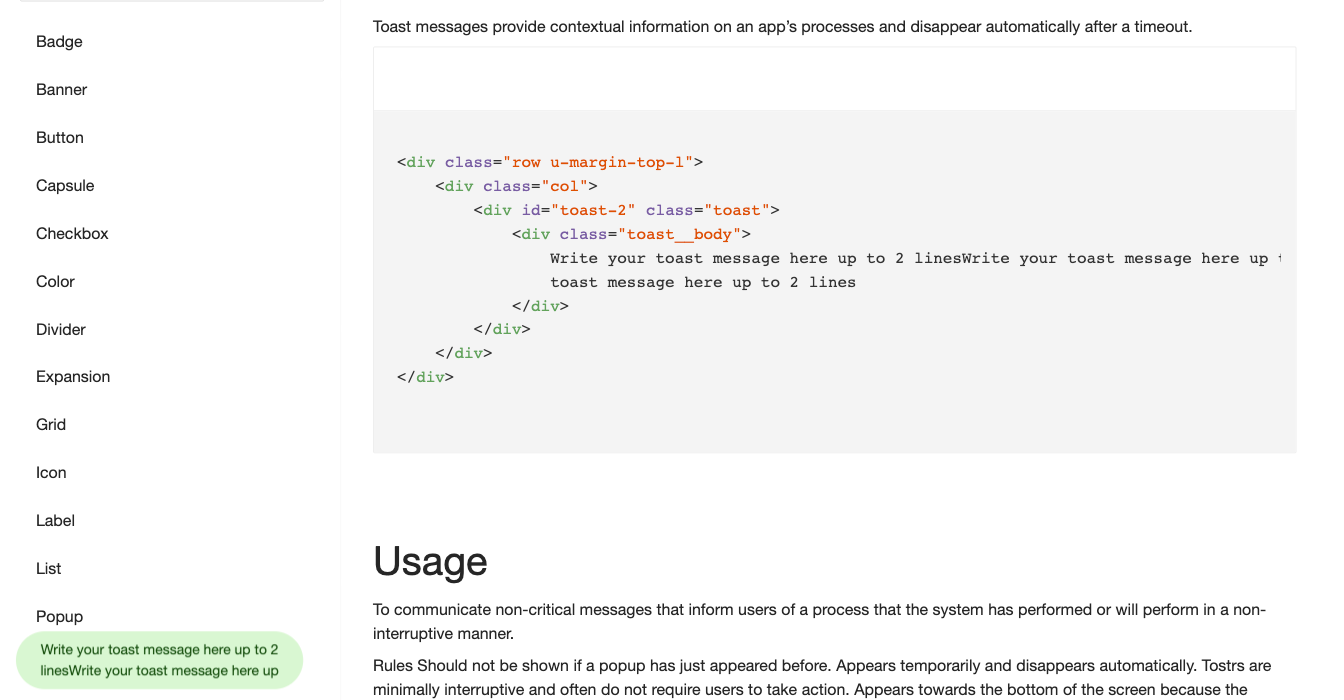 Badge
Banner
Button
Capsule
Checkbox
Color
Divider
Expansion
Grid
Icon
Label
List
Popup
Write your toast message here up to 2
linesWrite your toast message here up
Toast messages provide contextual information on an app’s processes and disappear automatically after a timeout.
<div class="row u-margin-top-l">
<div class="col">
<div id="toast-2" class="toast">
<div class="toast__body">
Write your toast message here up to 2 linesWrite your toast message here up
toast message here up to 2 lines
</div>
</div>
</div>
</div>
Usage
To communicate non-critical messages that inform users of a process that the system has performed or will perform in a non-
interruptive manner.
Rules Should not be shown if a popup has just appeared before. Appears temporarily and disappears automatically. Tostrs are
minimally interruptive and often do not require users to take action. Appears towards the bottom of the screen because the